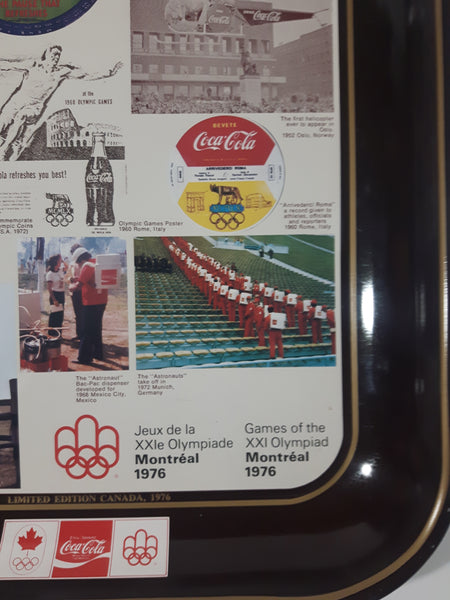 Coca-Cola
The first helicopter
ever to appear in
Oslo.
1952 Oslo, Norway
at the
1960 OLYMPIC GAMES
ola refreshes you best!
Coca-Cola
MCMLX
mmemorate
mpic Coins
S.A. 1972)
Olympic Games Poster
1960 Rome, Italy
BEVETE
Coca-Cola
ARRIVEDERCI ROMA
"Arrivederci Roma"
a record given to
athletes, officials
and reporters
1960 Rome, Italy
The "Astronaut"
Bac-Pac dispenser
developed for
1968 Mexico City,
Mexico
The "Astronauts"
take off in
1972 Munich,
Germany
Jeux de la
XXIe Olympiade
Montréal
1976
Games of the
XXI Olympiad
Montréal
1976
LIMITED EDITION CANADA, 1976
Coca-Cola